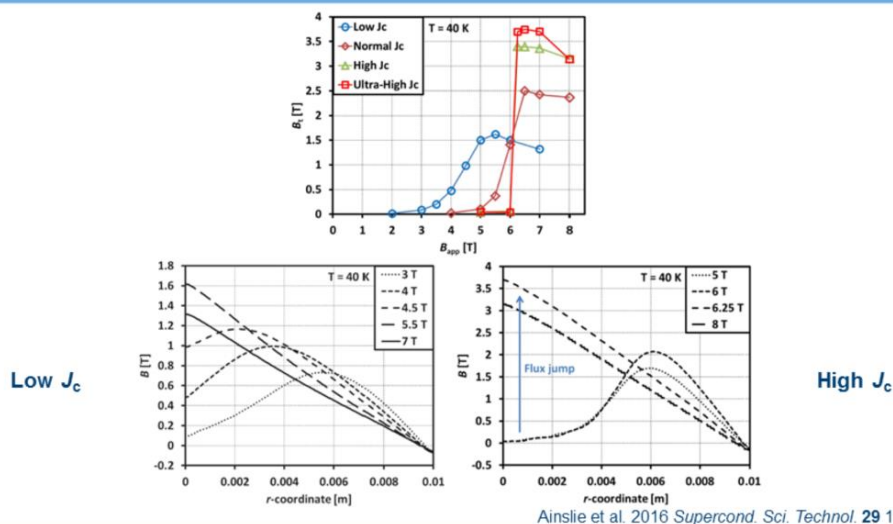 Low Jc
Normal Jc
High Jc
Ultra-High Jc
T = 40 K
4
3.5
3
2.5
2
1.5
1
0.5
0
Bt [T]
0 1 2 3 4 5 6 7 8
Bapp [T]
Low Jc
1.8
1.6
1.4
1.2
1
0.8
0.6
0.4
0.2
0
-0.2
B [T]
T = 40 K
3 T
4 T
4.5 T
5.5 T
7 T
0 0.002 0.004 0.006 0.008 0.01
r-coordinate [m]
4
3.5
3
2.5
2
1.5
1
0.5
0
-0.5
B [T]
T = 40 K
5 T
6 T
6.25 T
8 T
Flux jump
0 0.002 0.004 0.006 0.008 0.01
r-coordinate [m]
High Jc
Ainslie et al. 2016 Supercond. Sci. Technol. 29 1